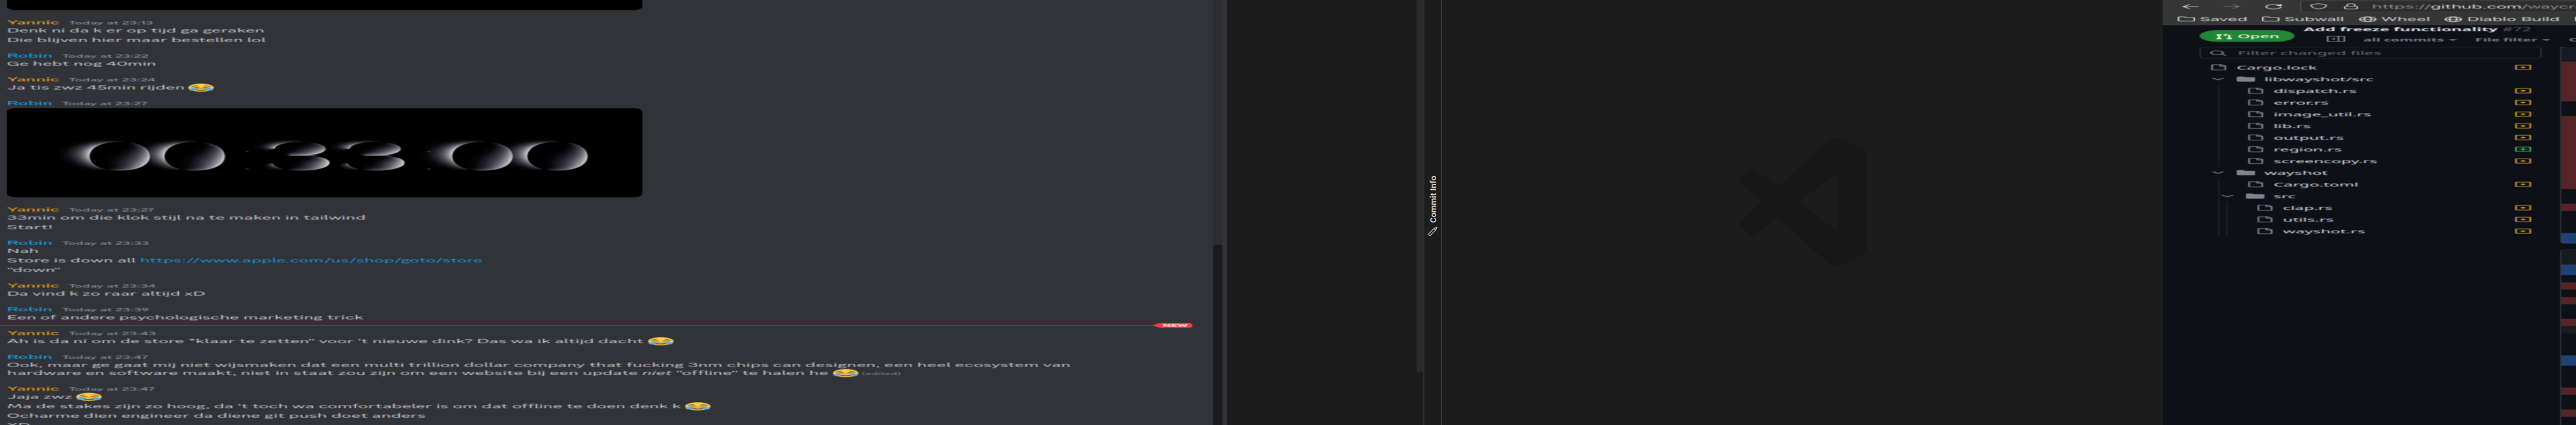 Yannic Today at 23:13
Denk ni da k er op tijd ga geraken
Die blijven hier maar bestellen lol
Robin Today at 23:22
Ge hebt nog 40min
Yannic Today at 23:24
Ja tis zwz 45min rijden 😂
Robin Today at 23:27
00:33:00
Yannic Today at 23:27
33min om die klok stijl na te maken in tailwind
Start!
Robin Today at 23:33
Nah
Store is down all https://www.apple.com/us/shop/goto/store
"down"
Yannic Today at 23:34
Da vind k zo raar altijd xD
Robin Today at 23:39
Een of andere psychologische marketing trick
NEW
Yannic Today at 23:43
Ah is da ni om de store "klaar te zetten" voor 't nieuwe dink? Das wa ik altijd dacht 😂
Robin Today at 23:47
Ook, maar ge gaat mij niet wijsmaken dat een multi trillion dollar company that fucking 3nm chips can designen, een heel ecosystem van
hardware en software maakt, niet in staat zou zijn om een website bij een update niet "offline" te halen he 😂 (edited)
Yannic Today at 23:47
Jaja zwz 😂
Ma de stakes zijn zo hoog, da 't toch wa comfortabeler is om dat offline te doen denk k 😂
Ocharme dien engineer da diene git push doet anders
XD
Commit Info
https://github.com/waycr
Saved Subwall Wheel Diablo Build
Open
Add freeze functionality #72
all commits File filter
Filter changed files
Cargo.lock
libwayshot/src
dispatch.rs
error.rs
image_util.rs
lib.rs
output.rs
region.rs
screencopy.rs
wayshot
Cargo.toml
src
clap.rs
utils.rs
wayshot.rs